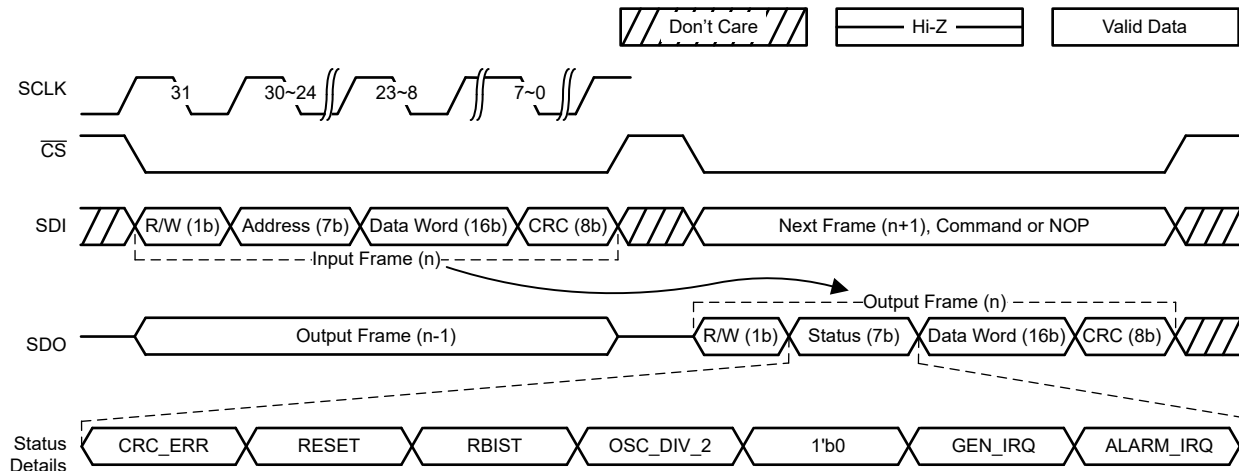 Don't Care Hi-Z Valid Data
SCLK 31 30~24 23~8 7~0
CS
SDI R/W (1b) Address (7b) Data Word (16b) CRC (8b) Next Frame (n+1), Command or NOP
Input Frame (n)
Output Frame (n)
SDO Output Frame (n-1) R/W (1b) Status (7b) Data Word (16b) CRC (8b)
Status
Details
CRC_ERR RESET RBIST OSC_DIV_2 1'b0 GEN_IRQ ALARM_IRQ